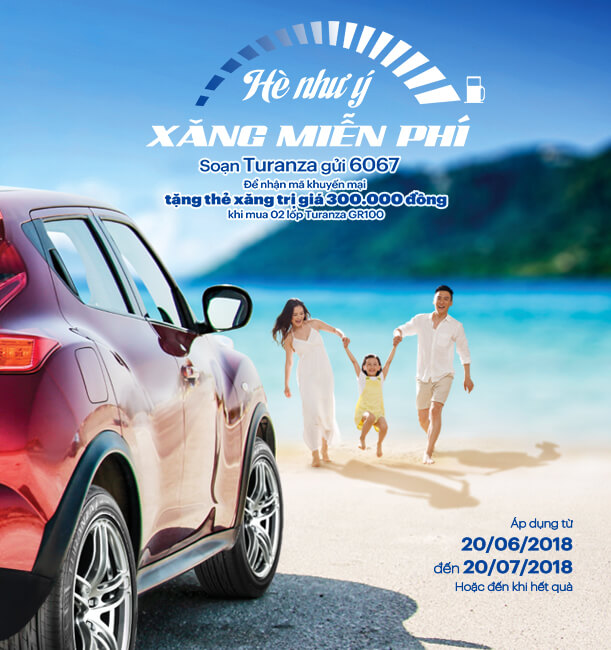 Hè như ý
XĂNG MIỄN PHÍ
Soạn Turanza gửi 6067
Để nhận mã khuyến mại
tặng thẻ xăng trị giá 300.000 đồng
khi mua 02 lốp Turanza GR100
Áp dụng từ
20/06/2018
đến 20/07/2018
Hoặc đến khi hết quà